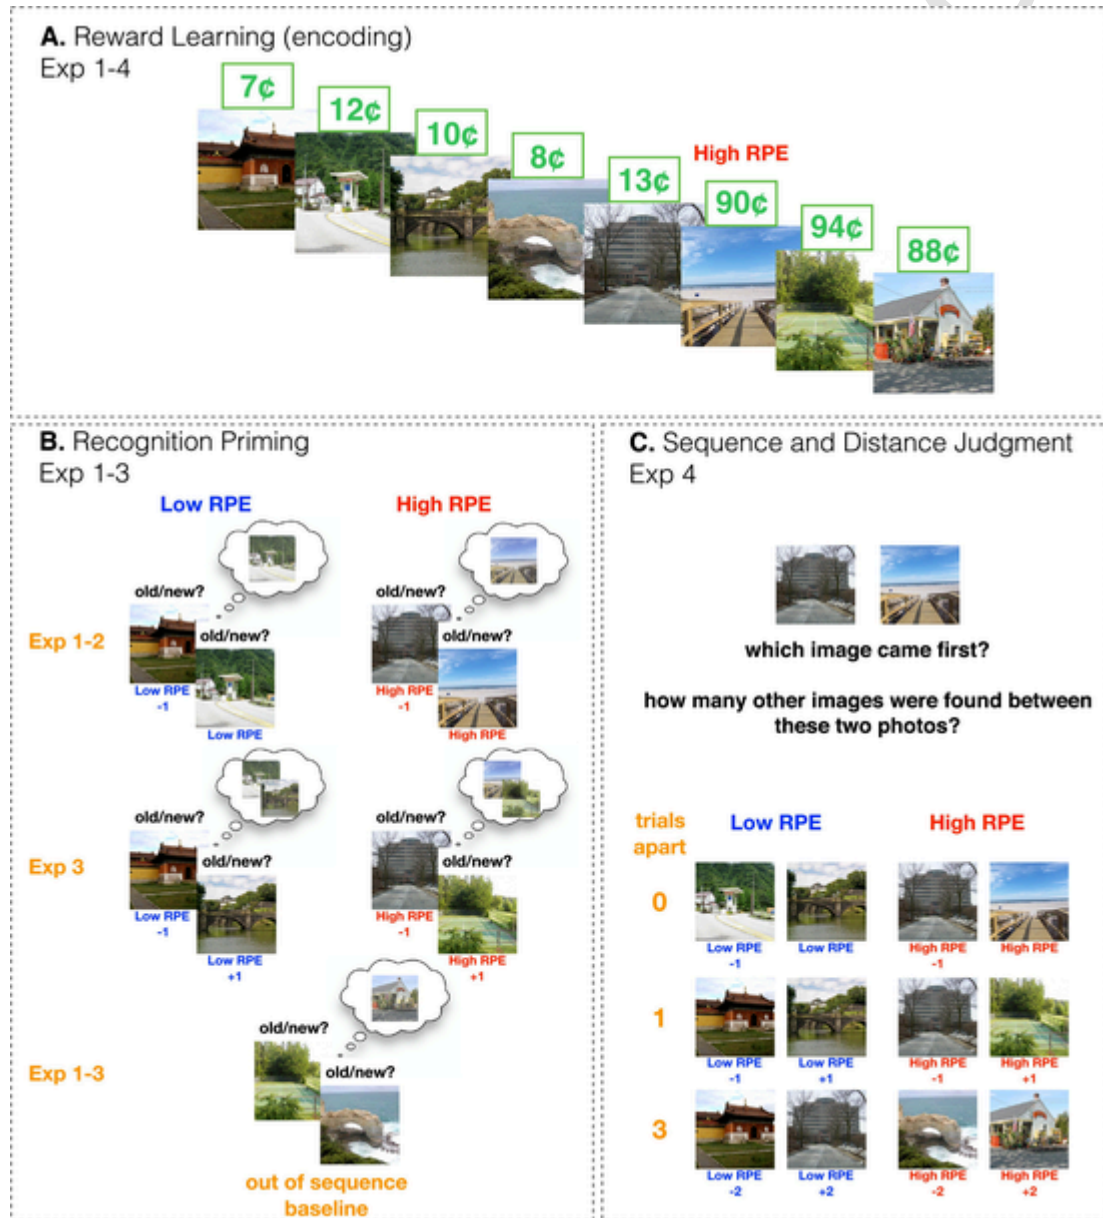 A. Reward Learning (encoding)
Exp 1-4
7¢
12¢
10¢
8¢
13¢
High RPE
90¢
94¢
88¢
B. Recognition Priming
Exp 1-3
Low RPE
High RPE
Exp 1-2
old/new?
old/new?
Low RPE
-1
Low RPE
old/new?
old/new?
High RPE
-1
High RPE
Exp 3
old/new?
old/new?
Low RPE
-1
Low RPE
+1
old/new?
old/new?
High RPE
-1
High RPE
+1
Exp 1-3
old/new?
old/new?
out of sequence
baseline
C. Sequence and Distance Judgment
Exp 4
which image came first?
how many other images were found between
these two photos?
trials
apart
Low RPE
High RPE
0
Low RPE
-1
Low RPE
High RPE
-1
High RPE
1
Low RPE
-1
Low RPE
+1
High RPE
-1
High RPE
+1
3
Low RPE
-2
Low RPE
+2
High RPE
-2
High RPE
+2